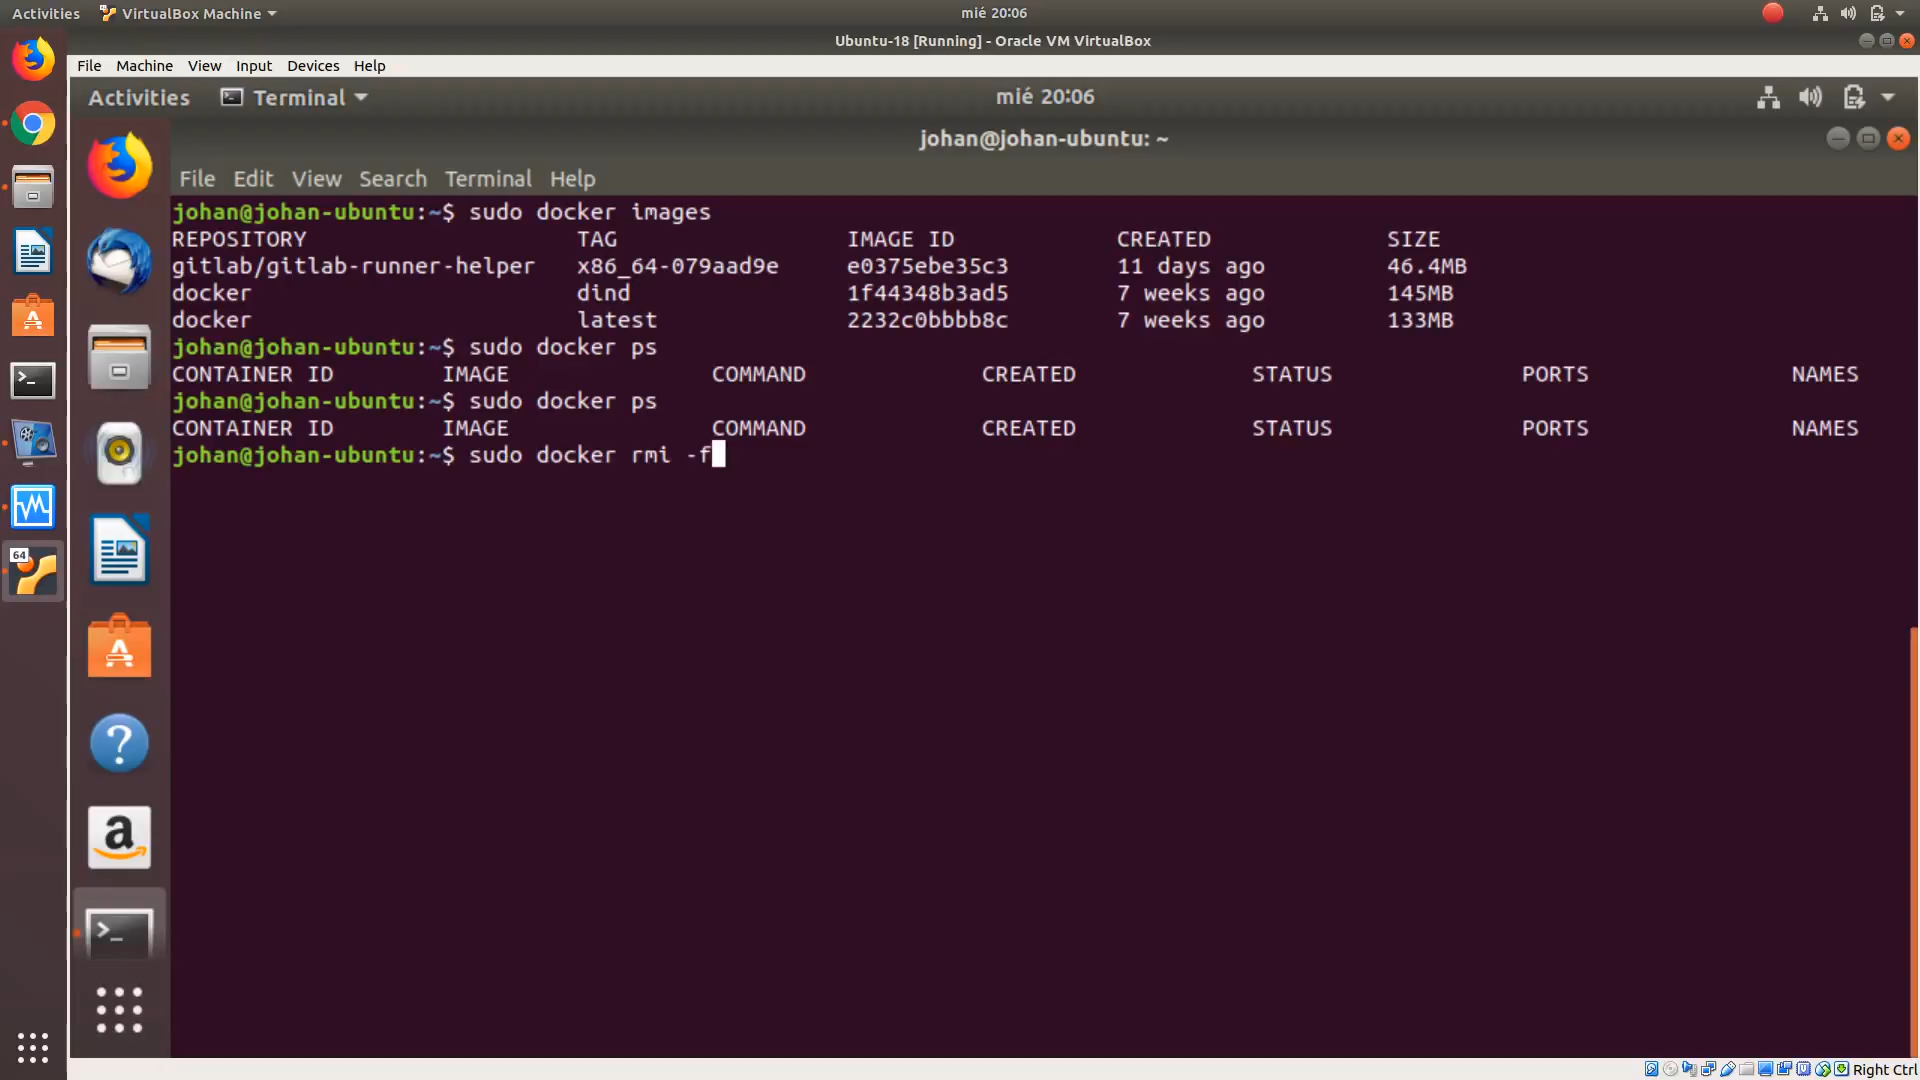 Activities VirtualBox Machine mié 20:06
Ubuntu-18 [Running] - Oracle VM VirtualBox
File Machine View Input Devices Help
Activities Terminal mié 20:06
johan@johan-ubuntu: ~
File Edit View Search Terminal Help
johan@johan-ubuntu:~$ sudo docker images
REPOSITORY TAG IMAGE ID CREATED SIZE
gitlab/gitlab-runner-helper x86_64-079aad9e e0375ebe35c3 11 days ago 46.4MB
docker dind 1f44348b3ad5 7 weeks ago 145MB
docker latest 2232c0bbbb8c 7 weeks ago 133MB
johan@johan-ubuntu:~$ sudo docker ps
CONTAINER ID IMAGE COMMAND CREATED STATUS PORTS NAMES
johan@johan-ubuntu:~$ sudo docker ps
CONTAINER ID IMAGE COMMAND CREATED STATUS PORTS NAMES
johan@johan-ubuntu:~$ sudo docker rmi -f
64
Right Ctrl